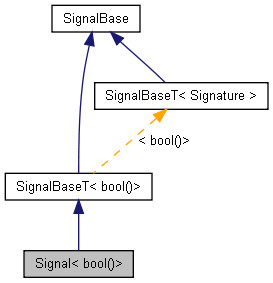 SignalBase
SignalBaseT< Signature >
< bool()>
SignalBaseT< bool()>
Signal< bool()>